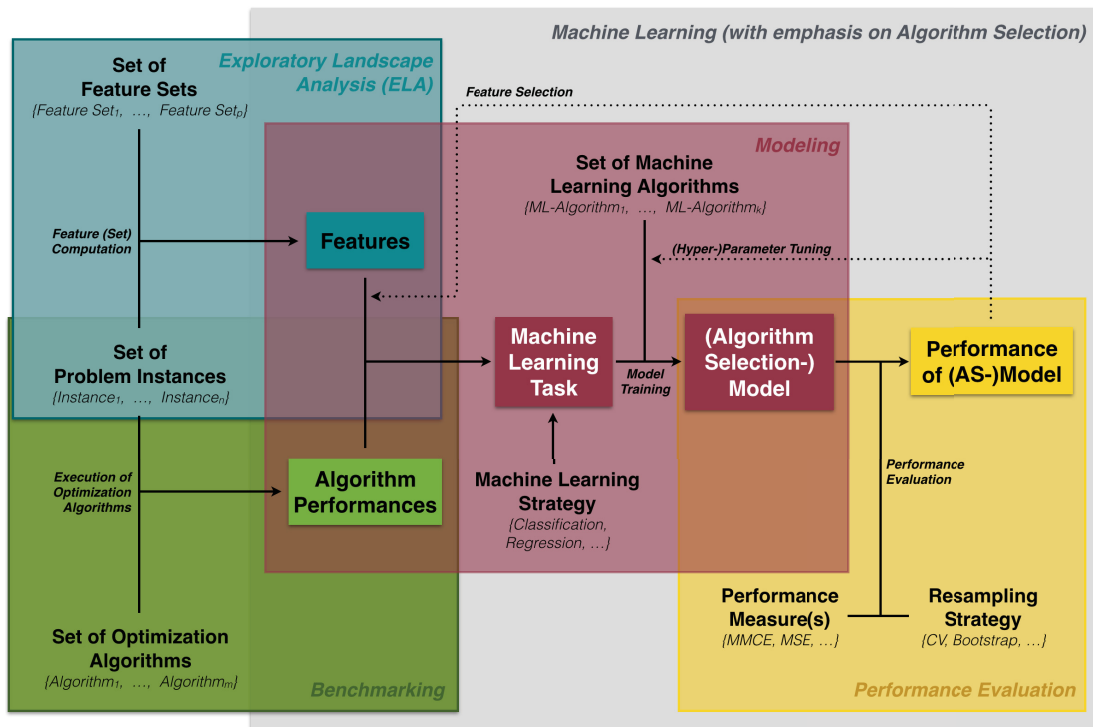 Machine Learning (with emphasis on Algorithm Selection)
Exploratory Landscape
Analysis (ELA)
Set of
Feature Sets
{Feature Set₁, …, Feature Setₚ}
Feature Selection
Modeling
Set of Machine
Learning Algorithms
{ML-Algorithm₁, …, ML-Algorithmₖ}
Feature (Set)
Computation
Features
(Hyper-)Parameter Tuning
Set of
Problem Instances
{Instance₁, …, Instanceₙ}
Machine
Learning
Task
Model
Training
(Algorithm
Selection-)
Model
Performance
of (AS-)Model
Execution of
Optimization
Algorithms
Algorithm
Performances
Machine Learning
Strategy
{Classification,
Regression, …}
Performance
Evaluation
Performance
Measure(s)
{MMCE, MSE, …}
Resampling
Strategy
{CV, Bootstrap, …}
Set of Optimization
Algorithms
{Algorithm₁, …, Algorithmₘ}
Benchmarking
Performance Evaluation